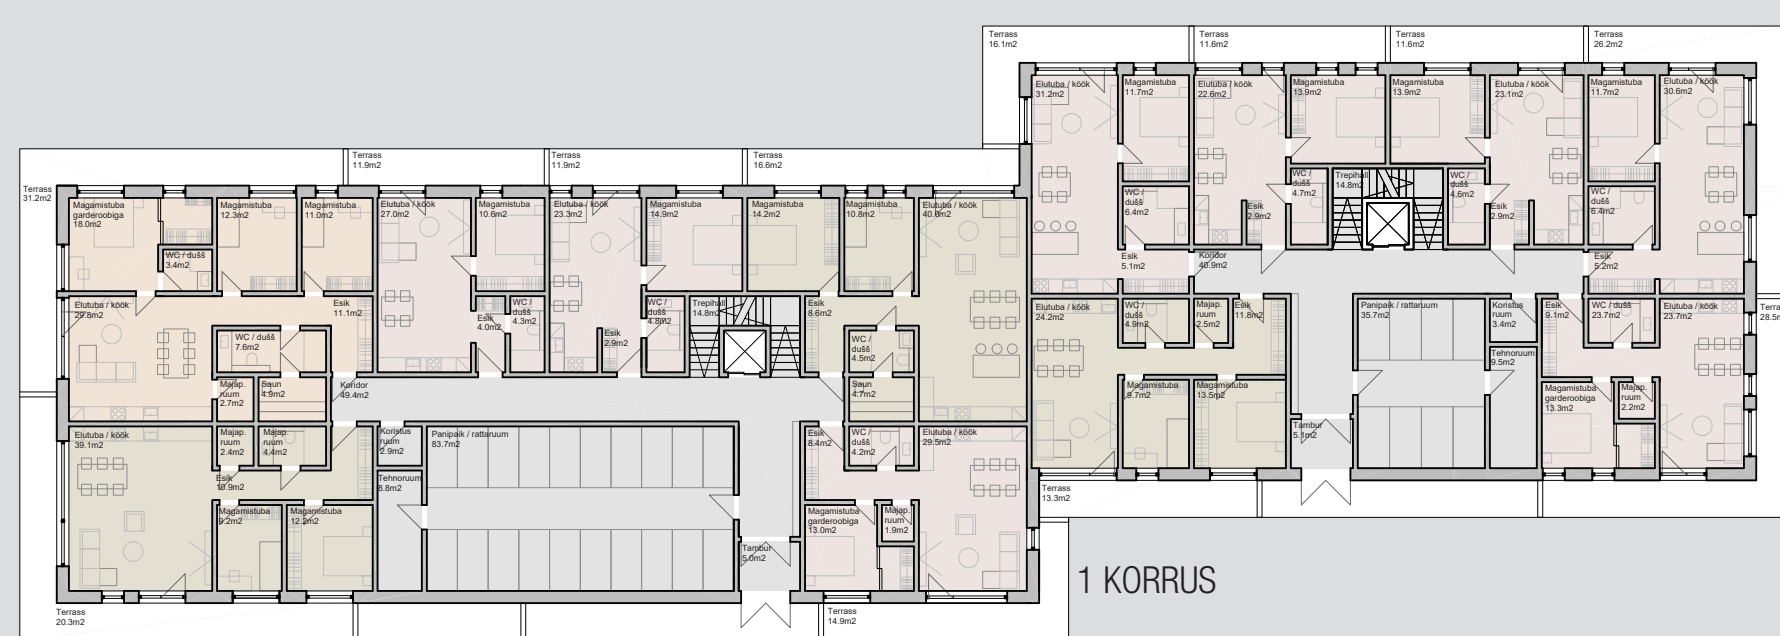 Terrass
16.1m2
Terrass
11.6m2
Terrass
11.6m2
Terrass
26.2m2
Elutuba / köök
31.2m2
Magamistuba
11.7m2
Elutuba / köök
22.6m2
Magamistuba
13.9m2
Magamistuba
13.9m2
Elutuba / köök
23.1m2
Magamistuba
11.7m2
Elutuba / köök
30.6m2
WC /
dušš
6.4m2
Esik
2.9m2
WC /
dušš
4.7m2
Trepihall
14.8m2
WC /
dušš
4.6m2
Esik
2.9m2
WC /
dušš
6.4m2
Esik
5.1m2
Koridor
40.9m2
Esik
5.2m2
Terrass
31.2m2
Terrass
11.9m2
Terrass
11.9m2
Terrass
16.6m2
Magamistuba
garderoobiga
18.0m2
Magamistuba
12.3m2
Magamistuba
11.0m2
Elutuba / köök
27.0m2
Magamistuba
10.6m2
Elutuba / köök
23.3m2
Magamistuba
14.9m2
Magamistuba
14.2m2
Magamistuba
10.8m2
Elutuba / köök
40.6m2
WC / dušš
3.4m2
Elutuba / köök
29.8m2
Esik
11.1m2
WC / dušš
7.6m2
Esik
4.0m2
WC /
dušš
4.3m2
Esik
2.9m2
WC /
dušš
4.8m2
Trepihall
14.8m2
Esik
8.6m2
WC /
dušš
4.5m2
Majap.
ruum
2.7m2
Saun
4.9m2
Koridor
49.4m2
Saun
4.7m2
Elutuba / köök
24.2m2
WC /
dušš
4.9m2
Majap.
ruum
2.5m2
Esik
11.8m2
Panipaik / rattaruum
35.7m2
Koristus
ruum
3.4m2
Esik
9.1m2
WC / dušš
23.7m2
Elutuba / köök
23.7m2
Terra
28.5m
Tehnoruum
9.5m2
Magamistuba
9.7m2
Magamistuba
13.5m2
Magamistuba
garderoobiga
13.3m2
Majap.
ruum
2.2m2
Tambur
5.1m2
Elutuba / köök
39.1m2
Majap.
ruum
2.4m2
Majap.
ruum
4.4m2
Koristus
ruum
2.9m2
Panipaik / rattaruum
83.7m2
Esik
8.4m2
WC /
dušš
4.2m2
Elutuba / köök
29.5m2
Esik
10.9m2
Tehnoruum
8.8m2
Terrass
13.3m2
Magamistuba
9.2m2
Magamistuba
12.2m2
Magamistuba
garderoobiga
13.0m2
Majap.
ruum
1.9m2
Tambur
5.0m2
1 KORRUS
Terrass
20.3m2
Terrass
14.9m2